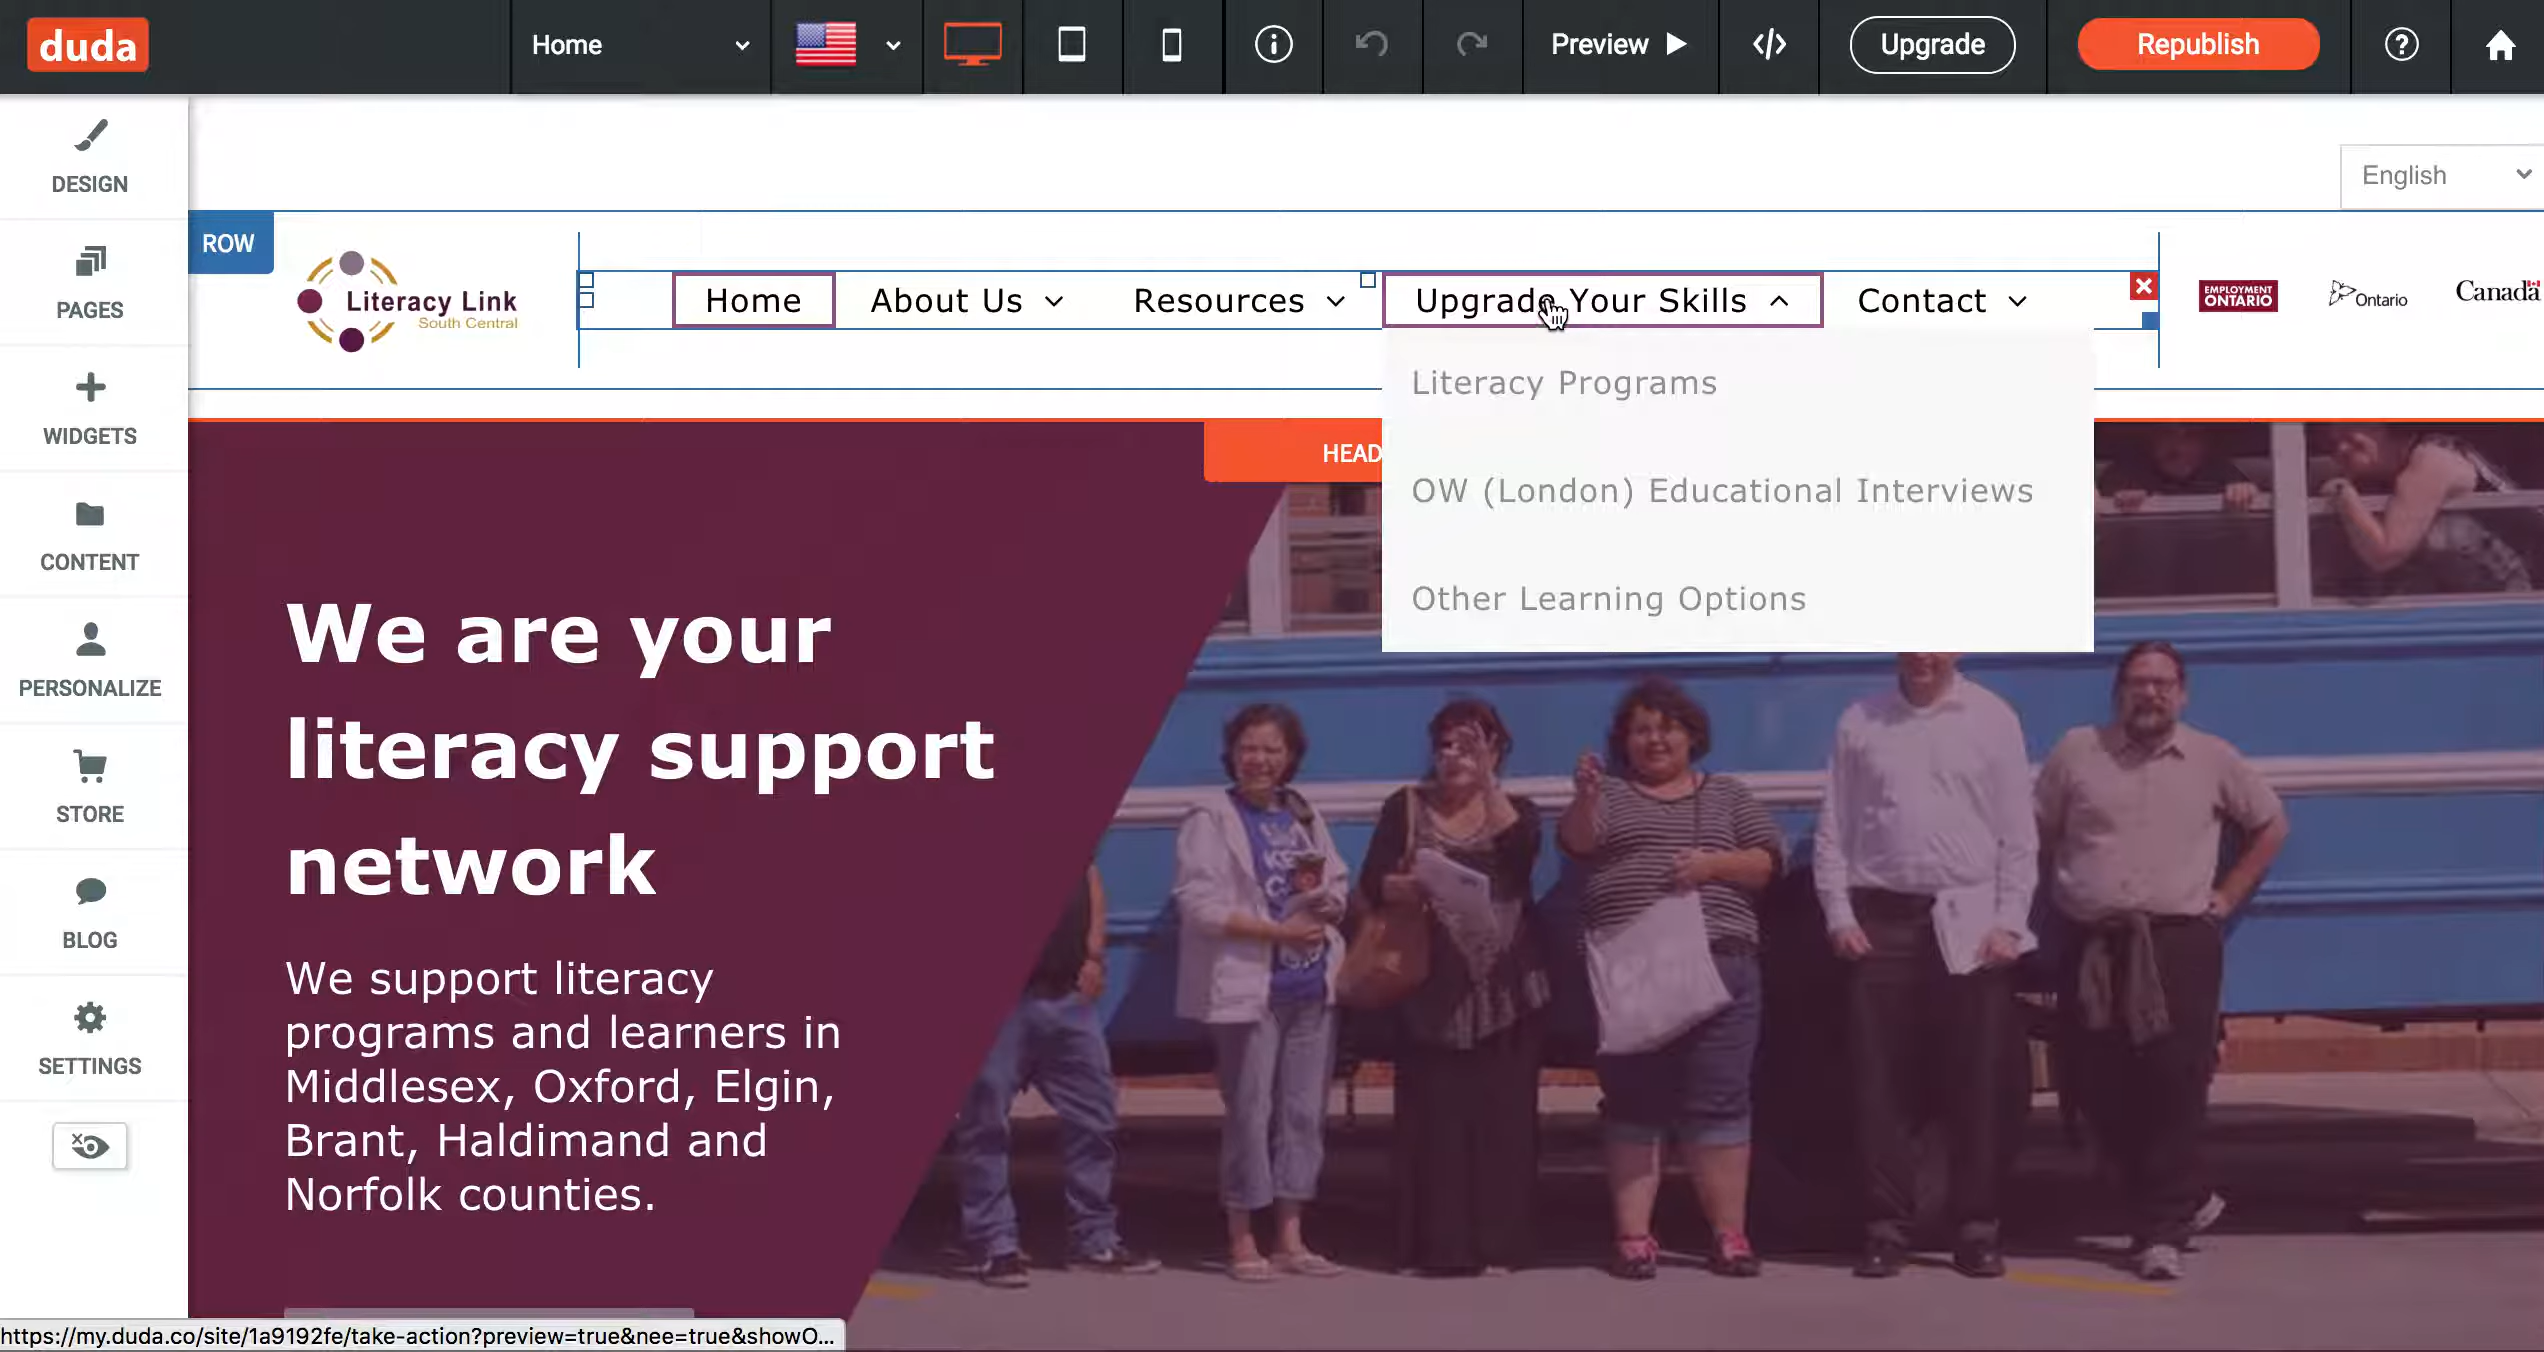 duda
Home
Preview
</>
Upgrade
Republish
DESIGN
PAGES
WIDGETS
CONTENT
PERSONALIZE
STORE
BLOG
SETTINGS
English
ROW
Literacy Link
South Central
Home
About Us
Resources
Upgrade Your Skills
Contact
EMPLOYMENT
ONTARIO
Ontario
Canada
Literacy Programs
OW (London) Educational Interviews
Other Learning Options
HEAD
We are your
literacy support
network
We support literacy
programs and learners in
Middlesex, Oxford, Elgin,
Brant, Haldimand and
Norfolk counties.
https://my.duda.co/site/1a9192fe/take-action?preview=true&nee=true&showO...